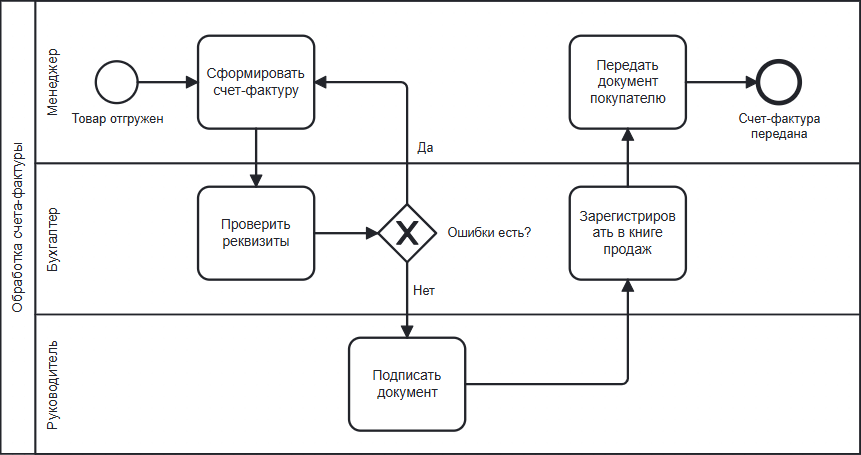 Обработка счета-фактуры
Менеджер
Товар отгружен
Сформировать
счет-фактуру
Да
Передать
документ
покупателю
Счет-фактура
передана
Бухгалтер
Проверить
реквизиты
Ошибки есть?
Нет
Зарегистриров
ать в книге
продаж
Руководитель
Подписать
документ